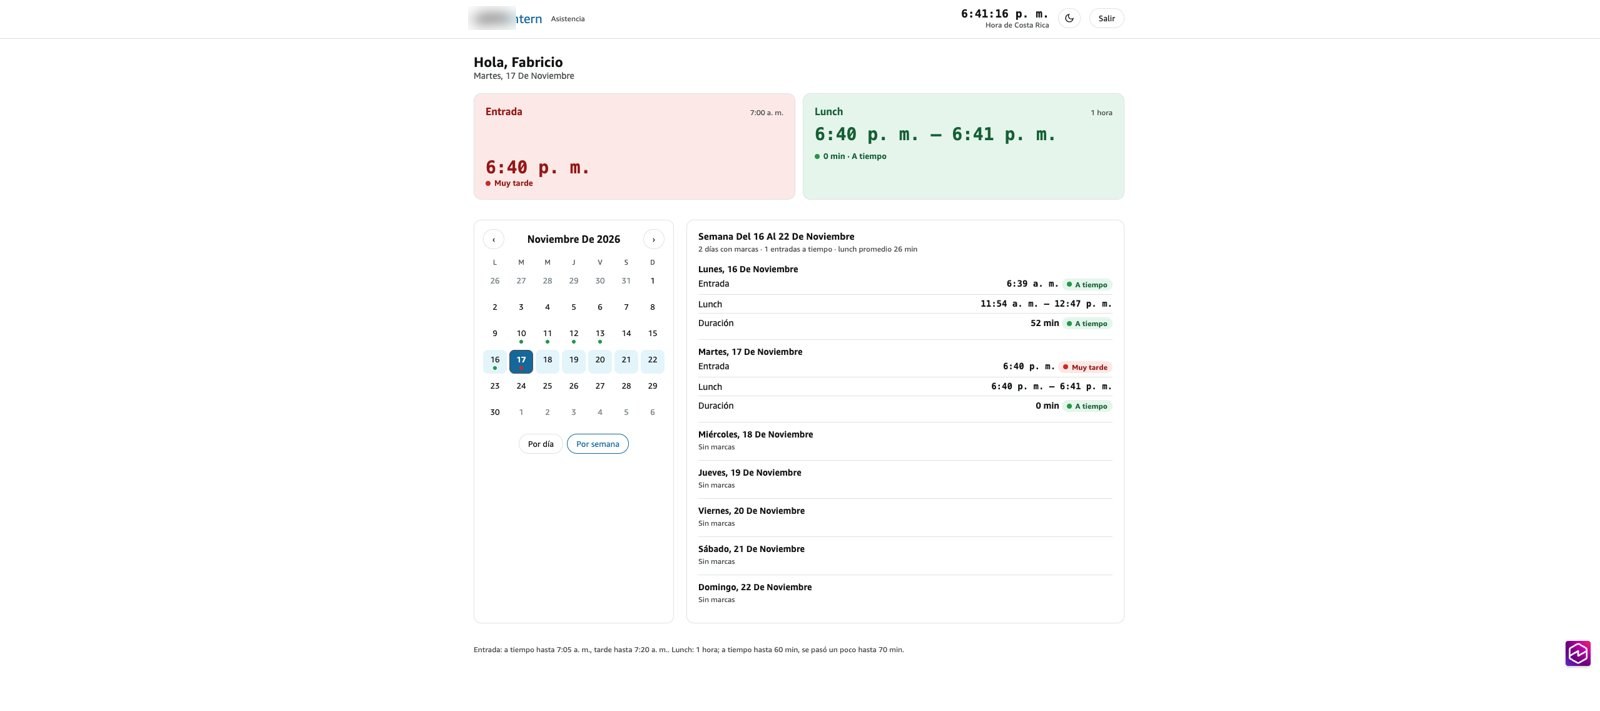 ntern Asistencia
6:41:16 p. m.
Hora de Costa Rica
Salir
Hola, Fabricio
Martes, 17 De Noviembre
Entrada 7:00 a. m.
6:40 p. m.
Muy tarde
Lunch 1 hora
6:40 p. m. — 6:41 p. m.
0 min · A tiempo
‹ Noviembre De 2026 ›
L M M J V S D
26 27 28 29 30 31 1
2 3 4 5 6 7 8
9 10 11 12 13 14 15
16 17 18 19 20 21 22
23 24 25 26 27 28 29
30 1 2 3 4 5 6
Por día Por semana
Semana Del 16 Al 22 De Noviembre
2 días con marcas · 1 entradas a tiempo · lunch promedio 26 min
Lunes, 16 De Noviembre
Entrada 6:39 a. m. A tiempo
Lunch 11:54 a. m. — 12:47 p. m.
Duración 52 min A tiempo
Martes, 17 De Noviembre
Entrada 6:40 p. m. Muy tarde
Lunch 6:40 p. m. — 6:41 p. m.
Duración 0 min A tiempo
Miércoles, 18 De Noviembre
Sin marcas
Jueves, 19 De Noviembre
Sin marcas
Viernes, 20 De Noviembre
Sin marcas
Sábado, 21 De Noviembre
Sin marcas
Domingo, 22 De Noviembre
Sin marcas
Entrada: a tiempo hasta 7:05 a. m., tarde hasta 7:20 a. m.. Lunch: 1 hora; a tiempo hasta 60 min, se pasó un poco hasta 70 min.